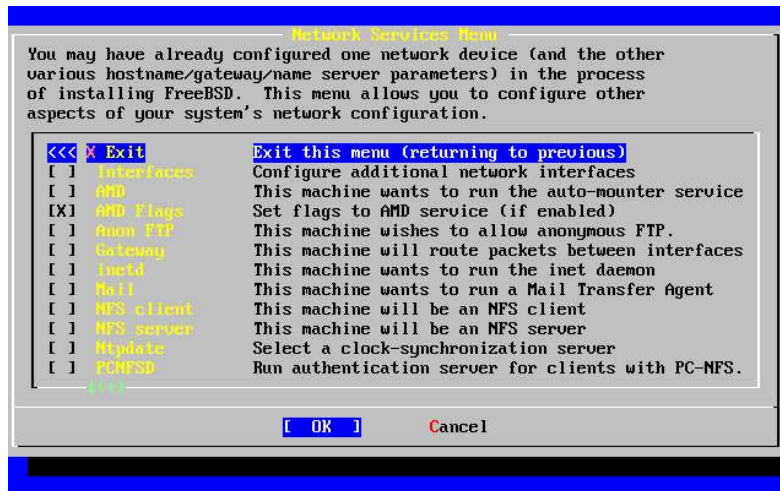 Network Services Menu
You may have already configured one network device (and the other
various hostname/gateway/name server parameters) in the process
of installing FreeBSD.  This menu allows you to configure other
aspects of your system's network configuration.
<<< X Exit Exit this menu (returning to previous)
[ ] Interfaces Configure additional network interfaces
[ ] AMD This machine wants to run the auto-mounter service
[X] AMD Flags Set flags to AMD service (if enabled)
[ ] Anon FTP This machine wishes to allow anonymous FTP.
[ ] Gateway This machine will route packets between interfaces
[ ] inetd This machine wants to run the inet daemon
[ ] Mail This machine wants to run a Mail Transfer Agent
[ ] NFS client This machine will be an NFS client
[ ] NFS server This machine will be an NFS server
[ ] Ntpdate Select a clock-synchronization server
[ ] PCNFSD Run authentication server for clients with PC-NFS.
[ OK ] Cancel